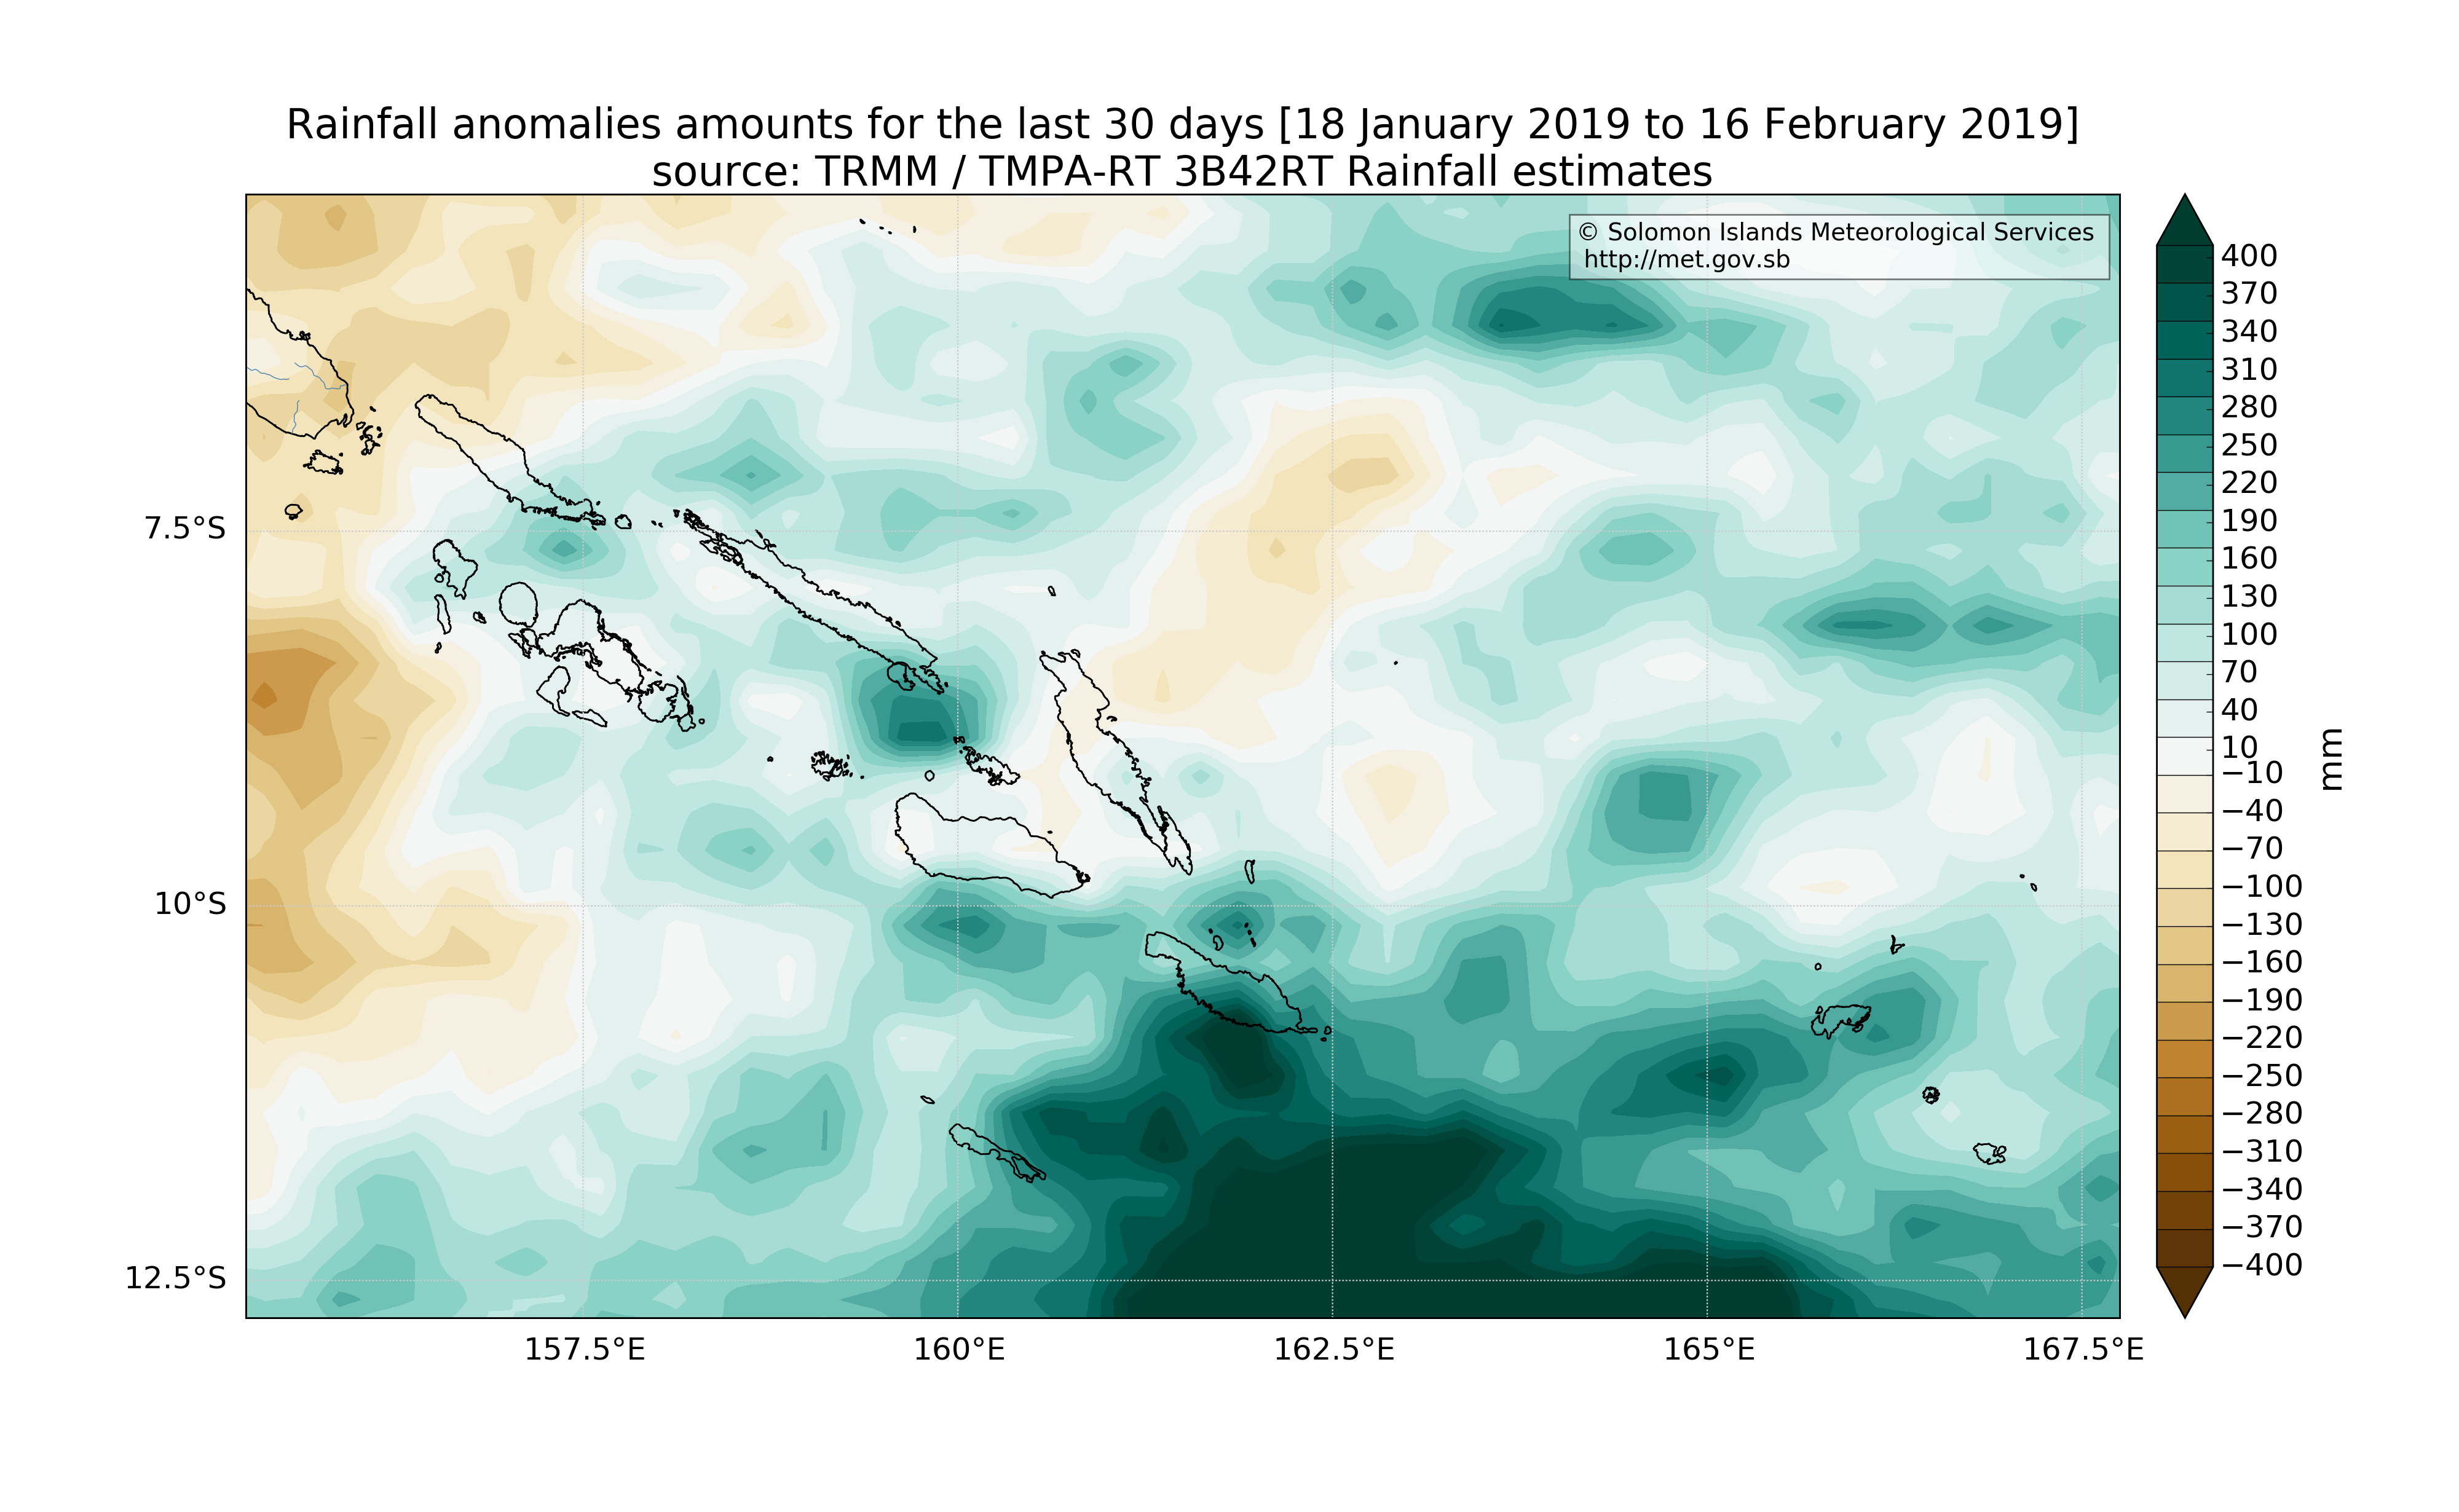 Rainfall anomalies amounts for the last 30 days [18 January 2019 to 16 February 2019]
source: TRMM / TMPA-RT 3B42RT Rainfall estimates
© Solomon Islands Meteorological Services
http://met.gov.sb
7.5°S
10°S
12.5°S
157.5°E
160°E
162.5°E
165°E
167.5°E
400
370
340
310
280
250
220
190
160
130
100
70
40
10
−10
−40
−70
−100
−130
−160
−190
−220
−250
−280
−310
−340
−370
−400
mm